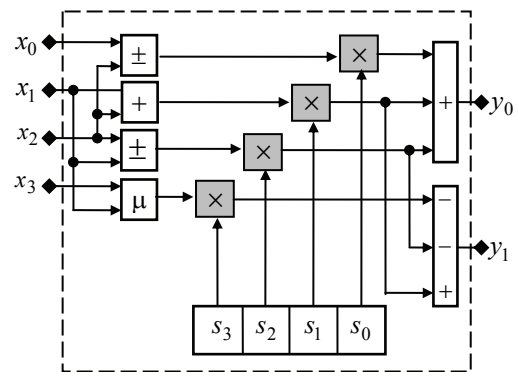 x₀ ± ×
x₁ + × + y₀
x₂ ± ×
x₃ μ × −
− y₁
+
s₃ s₂ s₁ s₀